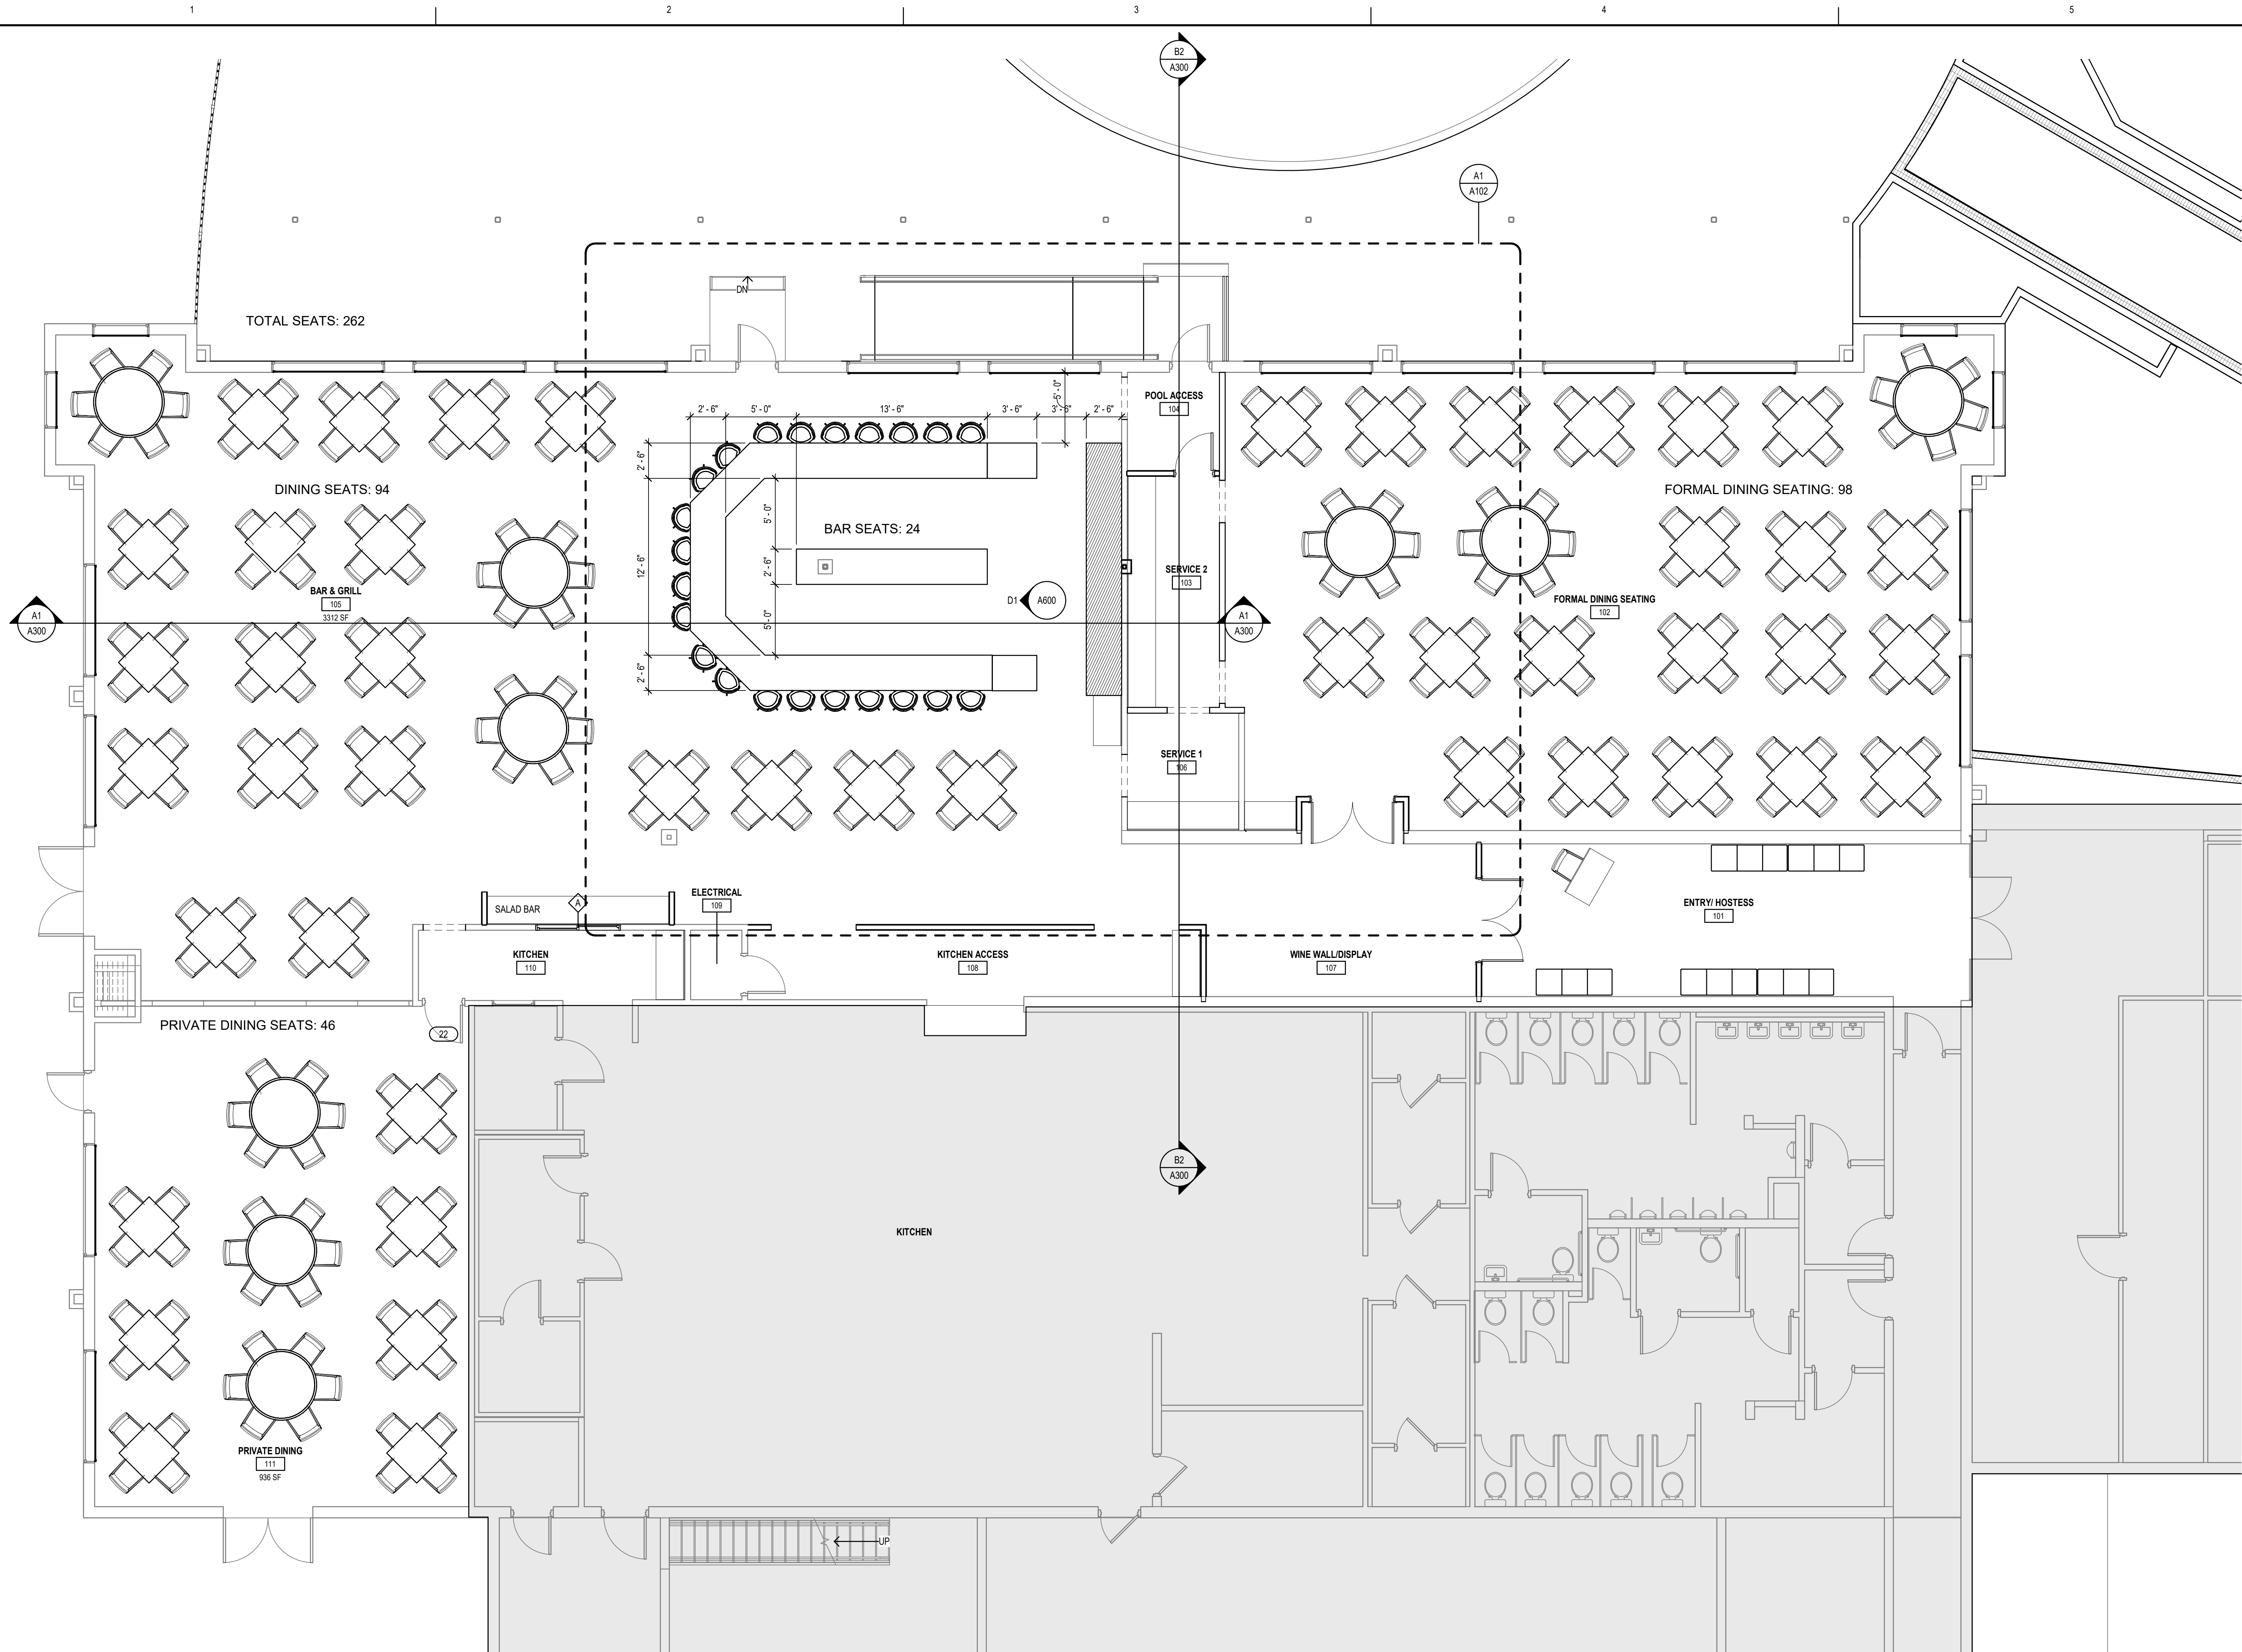 1
2
3
4
5
B2
A300
A1
A102
DN
TOTAL SEATS: 262
POOL ACCESS
104
5' - 0"
2' - 6"
5' - 0"
13' - 6"
3' - 6"
3' - 6"
2' - 6"
2' - 6"
12' - 6"
2' - 6"
5' - 0"
2' - 6"
5' - 0"
DINING SEATS: 94
BAR SEATS: 24
FORMAL DINING SEATING: 98
BAR & GRILL
105
3312 SF
D1
A600
SERVICE 2
103
FORMAL DINING SEATING
102
A1
A300
A1
A300
SERVICE 1
106
SALAD BAR
A
ELECTRICAL
109
ENTRY/ HOSTESS
101
KITCHEN
110
KITCHEN ACCESS
108
WINE WALL/DISPLAY
107
PRIVATE DINING SEATS: 46
22
B2
A300
KITCHEN
PRIVATE DINING
111
936 SF
UP